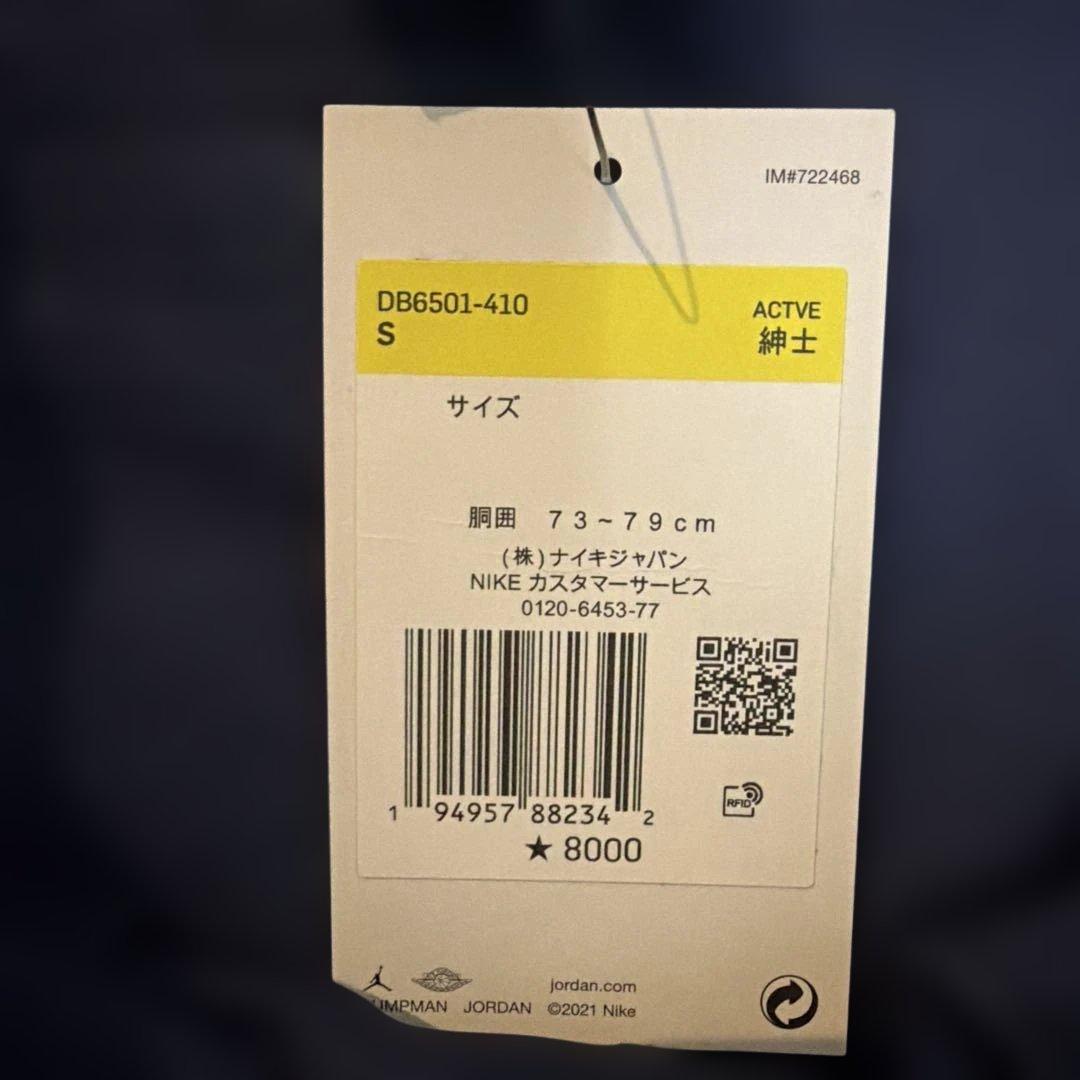 IM#722468
DB6501-410
S
ACTVE
紳士
サイズ
胴囲 73~79cm
(株)ナイキジャパン
NIKE カスタマーサービス
0120-6453-77
RFID
1 94957 88234 2
★ 8000
jordan.com
UMPMAN JORDAN ©2021 Nike